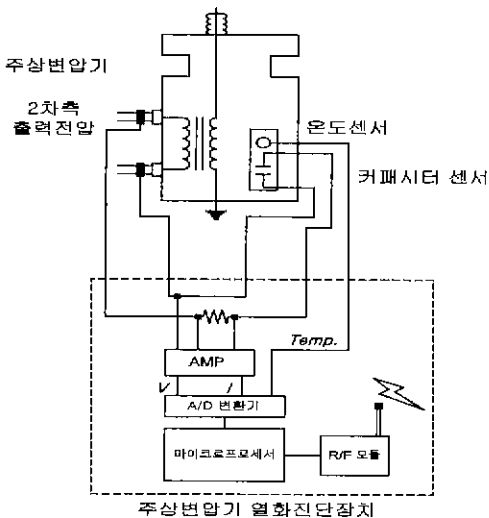 주상변압기
2차측
출력전압
온도센서
커패시터 센서
Temp.
AMP
V
I
A/D 변환기
마이크로프로세서
R/F 모듈
주상변압기 열화진단장치